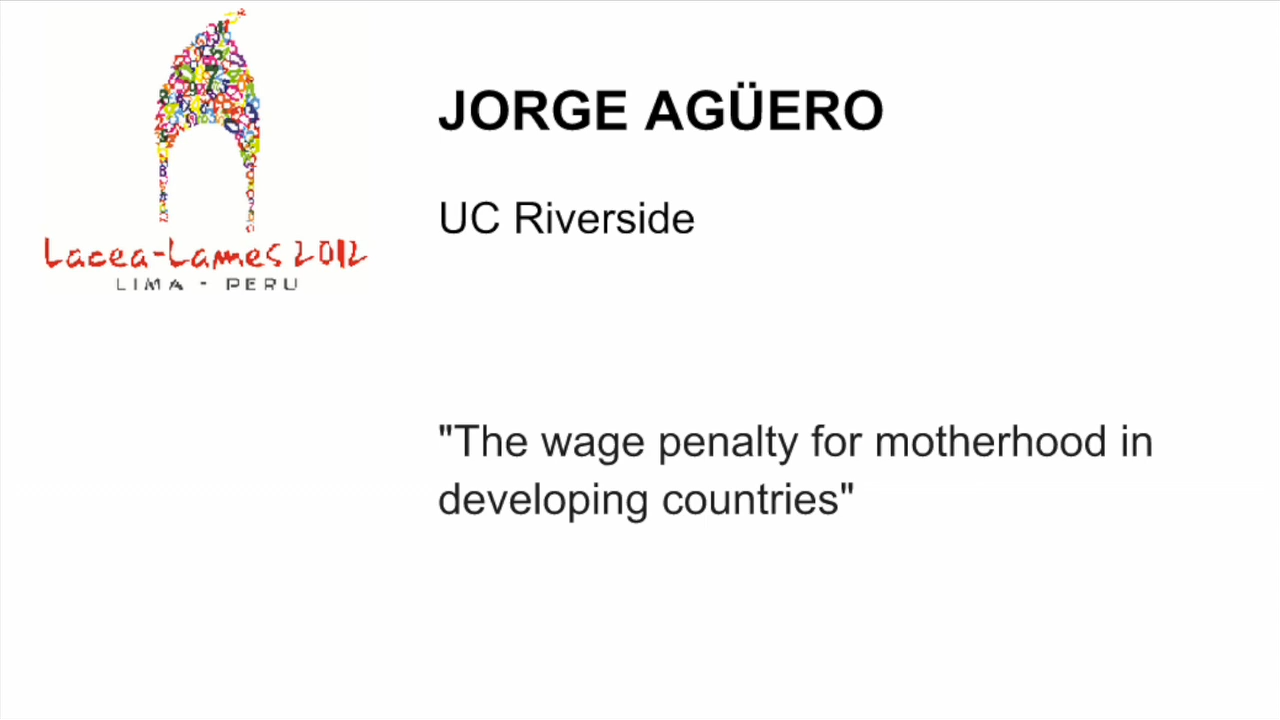 JORGE AGÜERO
UC Riverside
Lacea-Lames 2012
LIMA - PERU
"The wage penalty for motherhood in
developing countries"